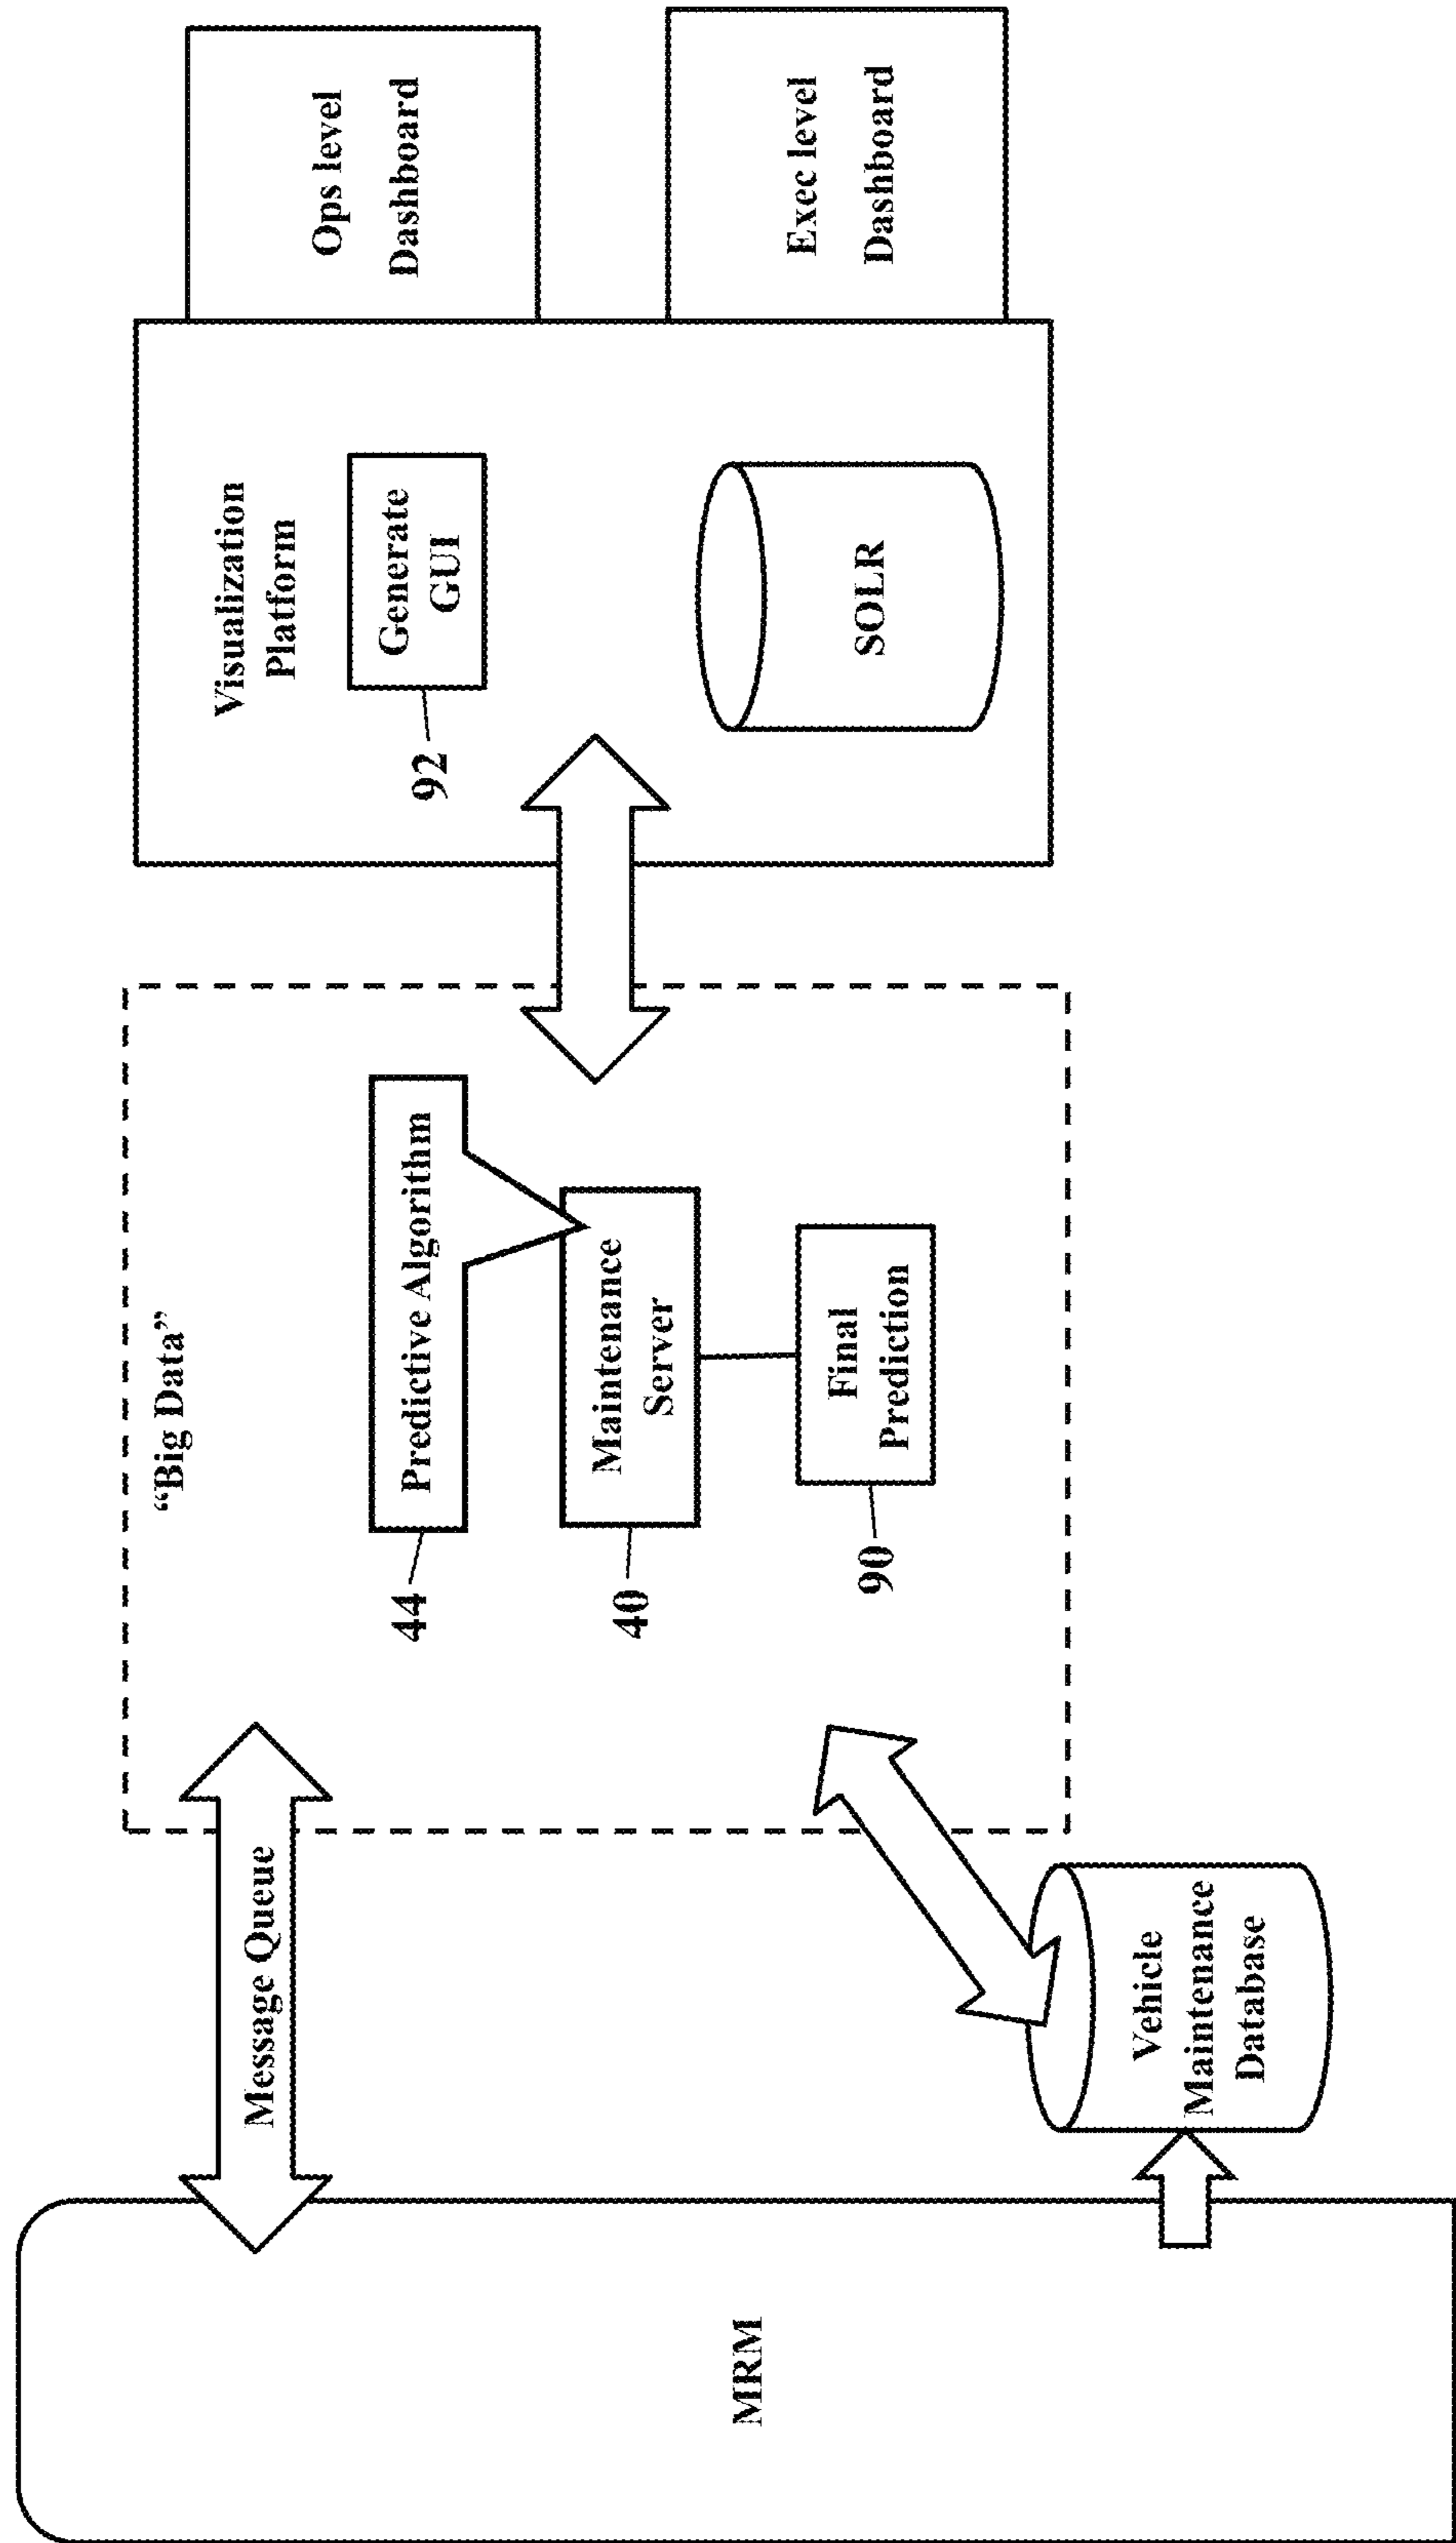 MRM
Message Queue
Vehicle
Maintenance
Database
“Big Data”
Predictive Algorithm
44
Maintenance
Server
40
Final
Prediction
90
Visualization
Platform
Generate
GUI
92
SOLR
Ops level
Dashboard
Exec level
Dashboard